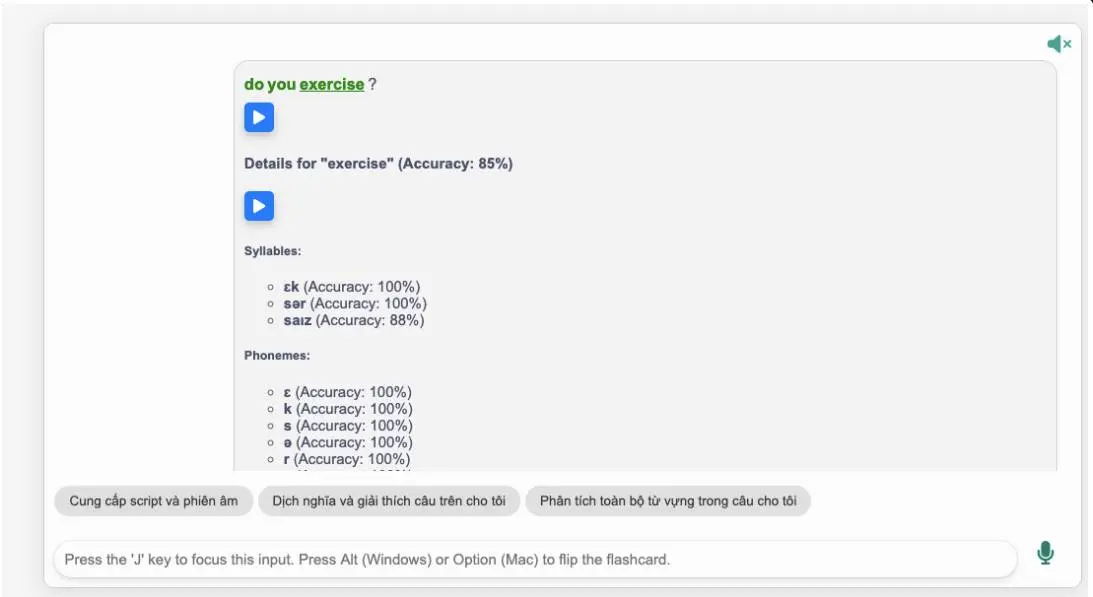 do you exercise ?
Details for "exercise" (Accuracy: 85%)
Syllables:
ɛk (Accuracy: 100%)
sər (Accuracy: 100%)
saɪz (Accuracy: 88%)
Phonemes:
ɛ (Accuracy: 100%)
k (Accuracy: 100%)
s (Accuracy: 100%)
ə (Accuracy: 100%)
r (Accuracy: 100%)
Cung cấp script và phiên âm
Dịch nghĩa và giải thích câu trên cho tôi
Phân tích toàn bộ từ vựng trong câu cho tôi
Press the 'J' key to focus this input. Press Alt (Windows) or Option (Mac) to flip the flashcard.